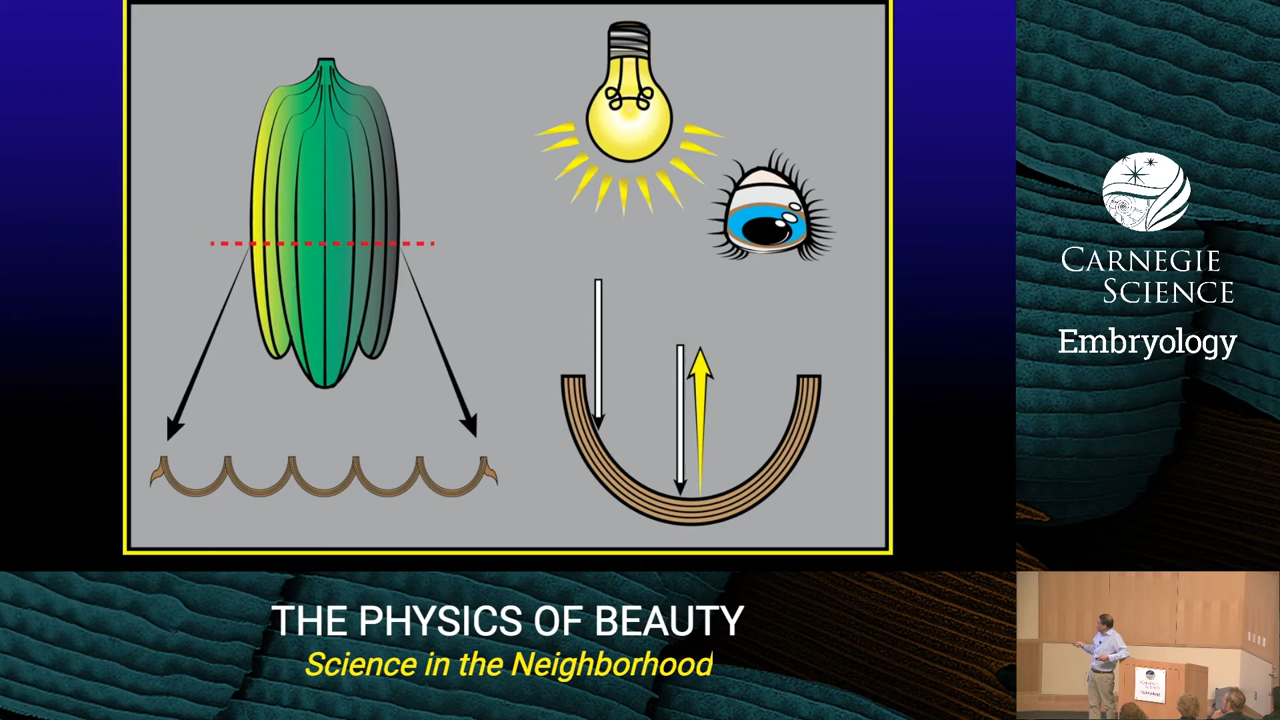 CARNEGIE
SCIENCE
Embryology
THE PHYSICS OF BEAUTY
Science in the Neighborhood